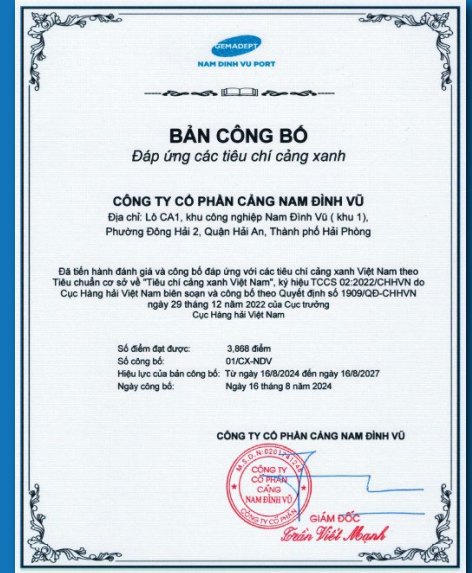 GEMADEPT
NAM DINH VU PORT
BẢN CÔNG BỐ
Đáp ứng các tiêu chí cảng xanh
CÔNG TY CỔ PHẦN CẢNG NAM ĐÌNH VŨ
Địa chỉ: Lô CA1, khu công nghiệp Nam Đình Vũ ( khu 1),
Phường Đông Hải 2, Quận Hải An, Thành phố Hải Phòng
Đã tiến hành đánh giá và công bố đáp ứng với các tiêu chí cảng xanh Việt Nam theo
Tiêu chuẩn cơ sở về "Tiêu chí cảng xanh Việt Nam", ký hiệu TCCS 02:2022/CHHVN do
Cục Hàng hải Việt Nam biên soạn và công bố theo Quyết định số 1909/QĐ-CHHVN
ngày 29 tháng 12 năm 2022 của Cục trưởng
Cục Hàng hải Việt Nam
Số điểm đạt được: 3,868 điểm
Số công bố: 01/CX-NDV
Hiệu lực của bản công bố: Từ ngày 16/8/2024 đến ngày 16/8/2027
Ngày công bố: Ngày 16 tháng 8 năm 2024
CÔNG TY CỔ PHẦN CẢNG NAM ĐÌNH VŨ
CÔNG TY
CỔ PHẦN
CẢNG
NAM ĐÌNH VŨ
GIÁM ĐỐC
Trần Việt Mạnh